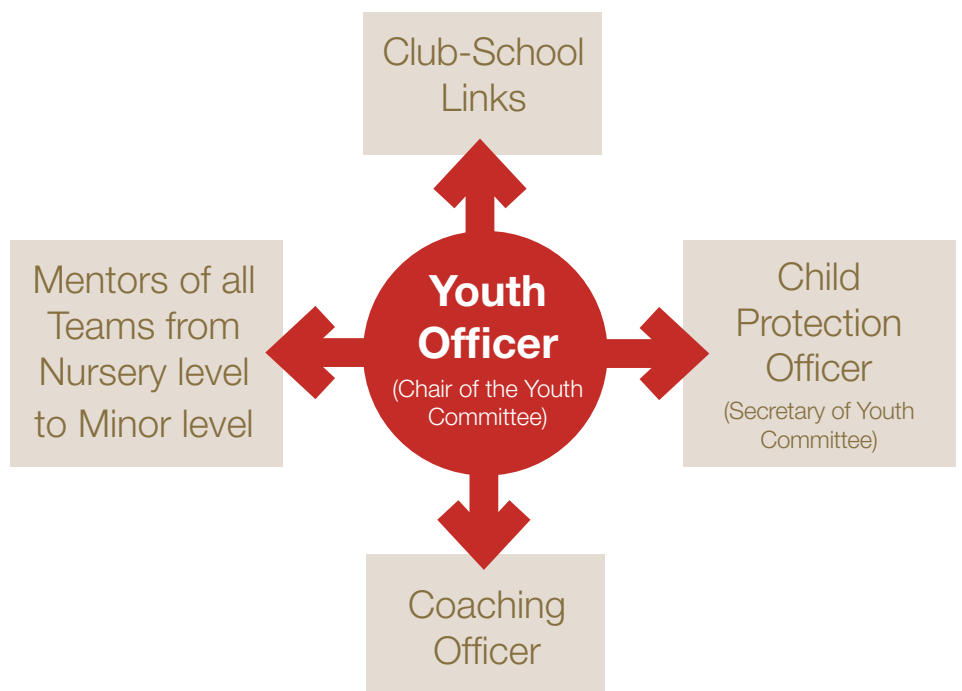 Club-School
Links
Mentors of all
Teams from
Nursery level
to Minor level
Youth
Officer
(Chair of the Youth
Committee)
Child
Protection
Officer
(Secretary of Youth
Committee)
Coaching
Officer